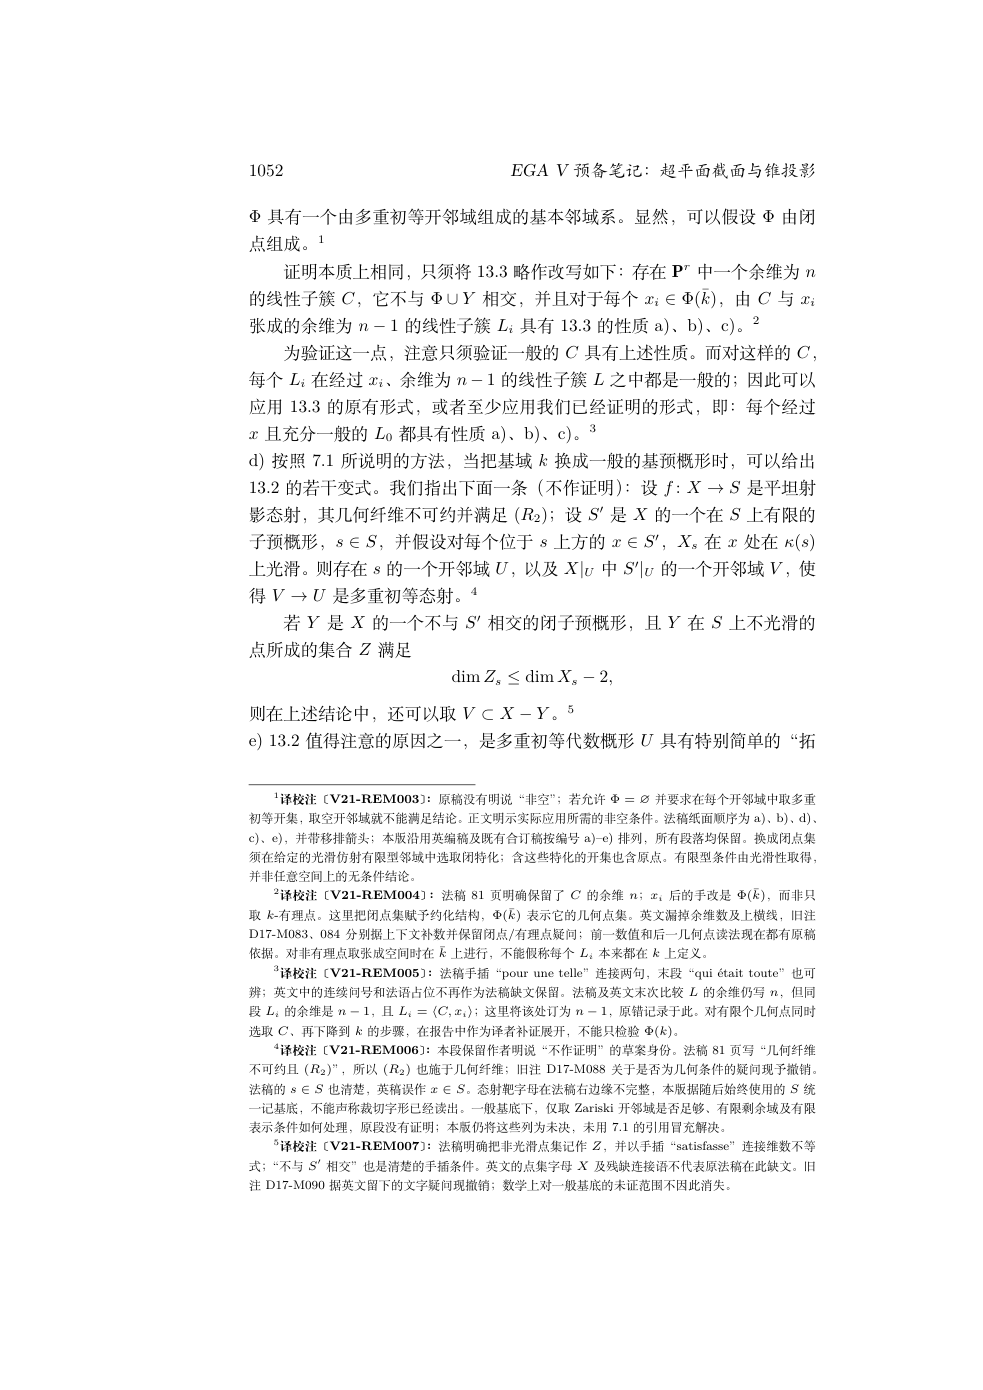 1052 EGA V 预备笔记：超平面截面与锥投影
Φ 具有一个由多重初等开邻域组成的基本邻域系。显然，可以假设 Φ 由闭
点组成。¹
证明本质上相同，只须将 13.3 略作改写如下：存在 𝐏ʳ 中一个余维为 n
的线性子簇 C，它不与 Φ ∪ Y 相交，并且对于每个 xᵢ ∈ Φ(k̄)，由 C 与 xᵢ
张成的余维为 n − 1 的线性子簇 Lᵢ 具有 13.3 的性质 a)、b)、c)。²
为验证这一点，注意只须验证一般的 C 具有上述性质。而对这样的 C，
每个 Lᵢ 在经过 xᵢ、余维为 n − 1 的线性子簇 L 之中都是一般的；因此可以
应用 13.3 的原有形式，或者至少应用我们已经证明的形式，即：每个经过
x 且充分一般的 L₀ 都具有性质 a)、b)、c)。³
d) 按照 7.1 所说明的方法，当把基域 k 换成一般的基预概形时，可以给出
13.2 的若干变式。我们指出下面一条（不作证明）：设 f : X → S 是平坦射
影态射，其几何纤维不可约并满足 (R₂)；设 S′ 是 X 的一个在 S 上有限的
子预概形，s ∈ S，并假设对每个位于 s 上方的 x ∈ S′，Xₛ 在 x 处在 κ(s)
上光滑。则存在 s 的一个开邻域 U，以及 X|_U 中 S′|_U 的一个开邻域 V，使
得 V → U 是多重初等态射。⁴
若 Y 是 X 的一个不与 S′ 相交的闭子预概形，且 Y 在 S 上不光滑的
点所成的集合 Z 满足
dim Zₛ ≤ dim Xₛ − 2,
则在上述结论中，还可以取 V ⊂ X − Y。⁵
e) 13.2 值得注意的原因之一，是多重初等代数概形 U 具有特别简单的“拓
¹译校注〔V21-REM003〕：原稿没有明说“非空”；若允许 Φ = ∅ 并要求在每个开邻域中取多重
初等开集，取空开邻域就不能满足结论。正文明示实际应用所需的非空条件。法稿纸面顺序为 a)、b)、d)、
c)、e)，并带移排箭头；本版沿用英编稿及既有合订稿按编号 a)–e) 排列，所有段落均保留。换成闭点集
须在给定的光滑仿射有限型邻域中选取闭特化；含这些特化的开集也含原点。有限型条件由光滑性取得，
并非任意空间上的无条件结论。
²译校注〔V21-REM004〕：法稿 81 页明确保留了 C 的余维 n；xᵢ 后的手改是 Φ(k̄)，而非只
取 k-有理点。这里把闭点集赋予约化结构，Φ(k̄) 表示它的几何点集。英文漏掉余维数及上横线，旧注
D17-M083、084 分别据上下文补数并保留闭点/有理点疑问；前一数值和后一几何点读法现在都有原稿
依据。对非有理点取张成空间时在 k̄ 上进行，不能假称每个 Lᵢ 本来都在 k 上定义。
³译校注〔V21-REM005〕：法稿手插 “pour une telle” 连接两句，末段 “qui était toute” 也可
辨；英文中的连续问号和法语占位不再作为法稿缺文保留。法稿及英文末次比较 L 的余维仍写 n，但同
段 Lᵢ 的余维是 n − 1，且 Lᵢ = ⟨C, xᵢ⟩；这里将该处订为 n − 1，原错记录于此。对有限个几何点同时
选取 C、再下降到 k 的步骤，在报告中作为译者补证展开，不能只检验 Φ(k)。
⁴译校注〔V21-REM006〕：本段保留作者明说“不作证明”的草案身份。法稿 81 页写“几何纤维
不可约且 (R₂)”，所以 (R₂) 也施于几何纤维；旧注 D17-M088 关于是否为几何条件的疑问现予撤销。
法稿的 s ∈ S 也清楚，英稿误作 x ∈ S。态射靶字母在法稿右边缘不完整，本版据随后始终使用的 S 统
一记基底，不能声称裁切字形已经读出。一般基底下，仅取 Zariski 开邻域是否足够、有限剩余域及有限
表示条件如何处理，原段没有证明；本版仍将这些列为未决，未用 7.1 的引用冒充解决。
⁵译校注〔V21-REM007〕：法稿明确把非光滑点集记作 Z，并以手插 “satisfasse” 连接维数不等
式；“不与 S′ 相交”也是清楚的手插条件。英文的点集字母 X 及残缺连接语不代表原法稿在此缺文。旧
注 D17-M090 据英文留下的文字疑问现撤销；数学上对一般基底的未证范围不因此消失。